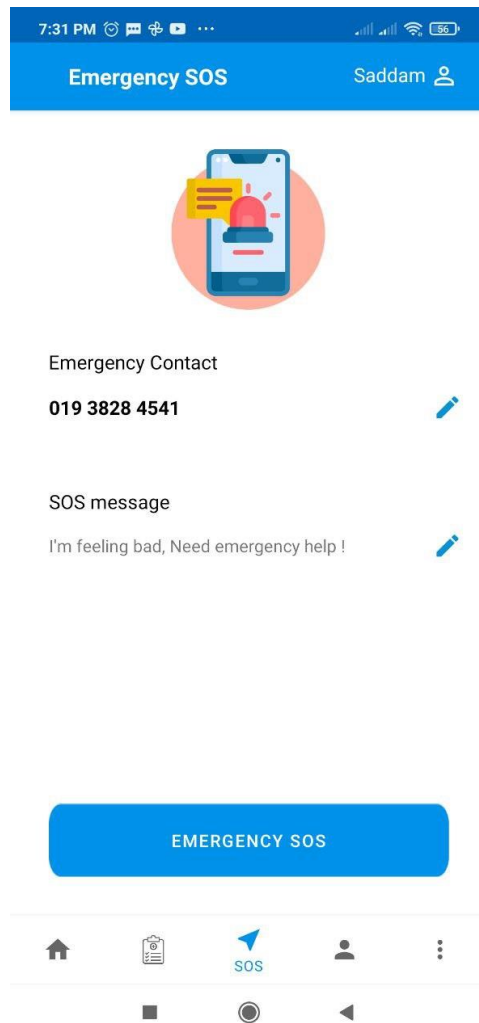 7:31 PM
56
Emergency SOS
Saddam
Emergency Contact
019 3828 4541
SOS message
I'm feeling bad, Need emergency help !
EMERGENCY SOS
SOS